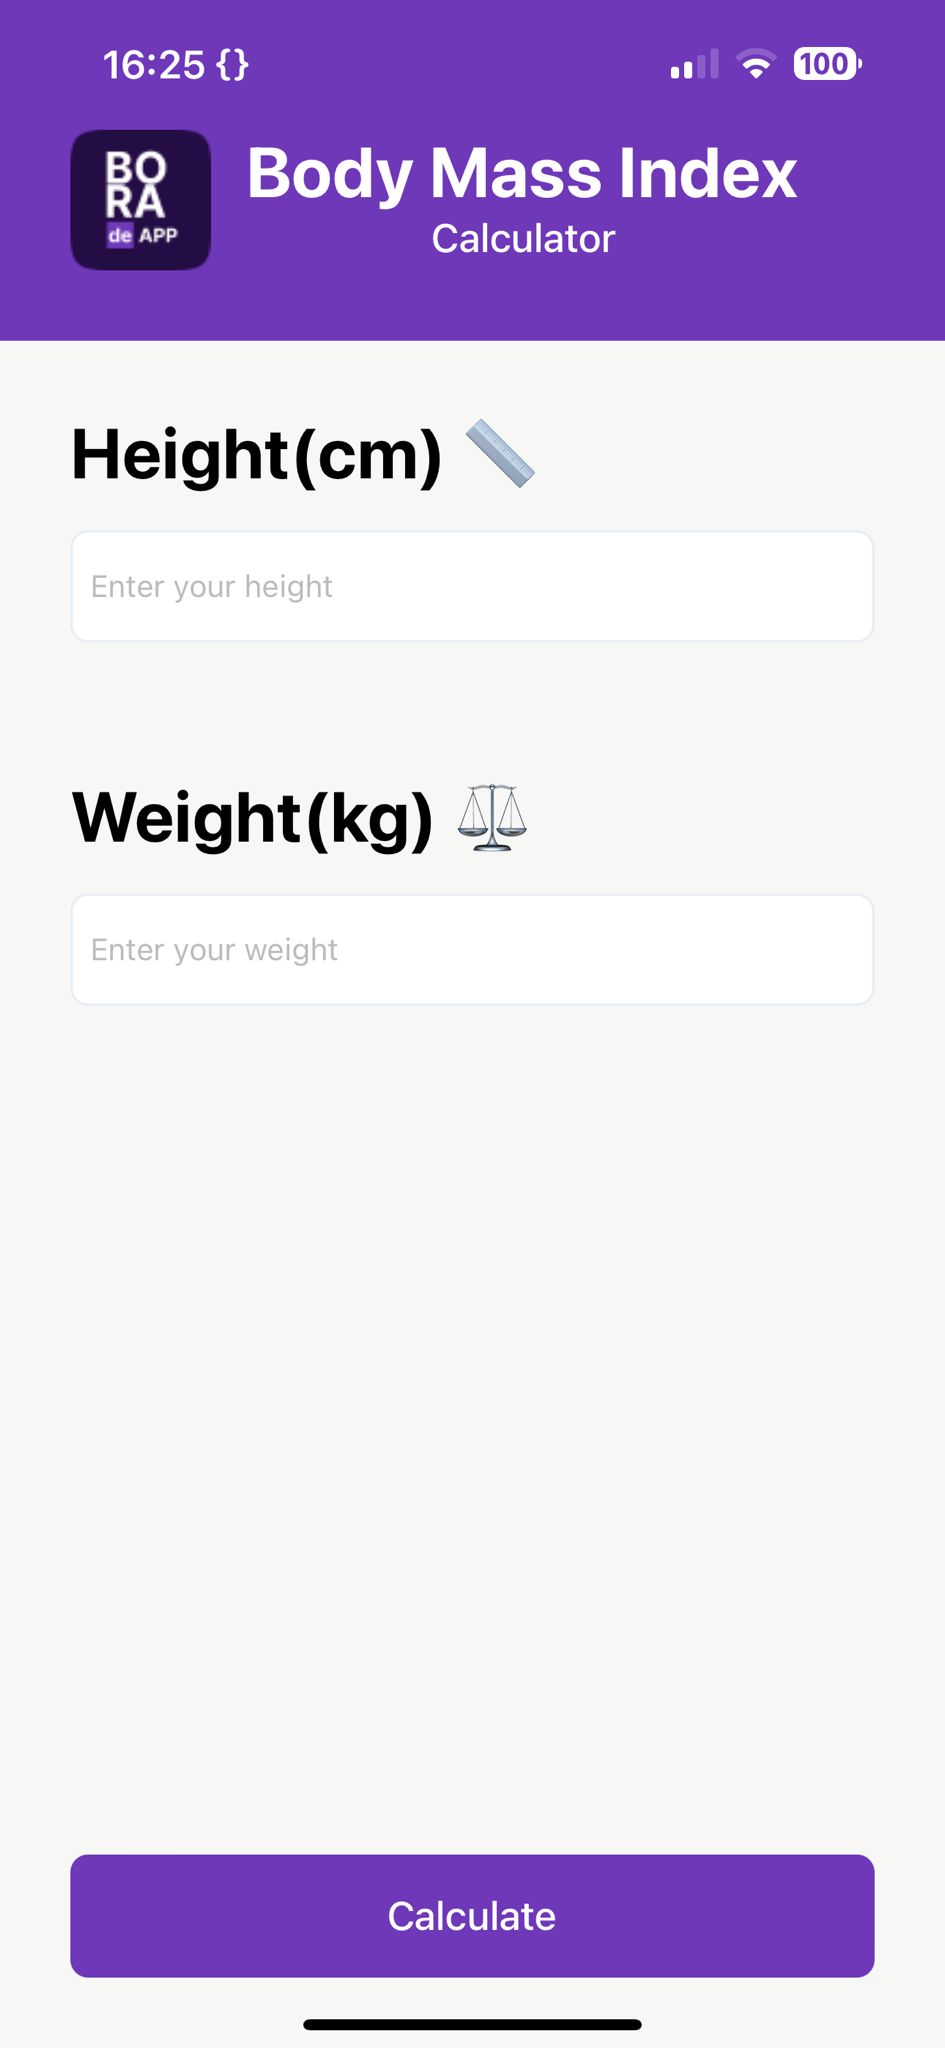 16:25 {}
100
BO
RA
de APP
Body Mass Index
Calculator
Height(cm) 📏
Enter your height
Weight(kg) ⚖️
Enter your weight
Calculate